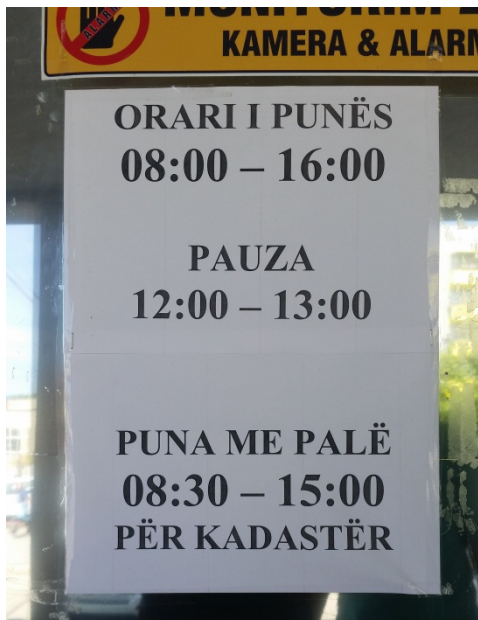 ALARM
KAMERA & ALARM
ORARI I PUNËS
08:00 – 16:00
PAUZA
12:00 – 13:00
PUNA ME PALË
08:30 – 15:00
PËR KADASTËR